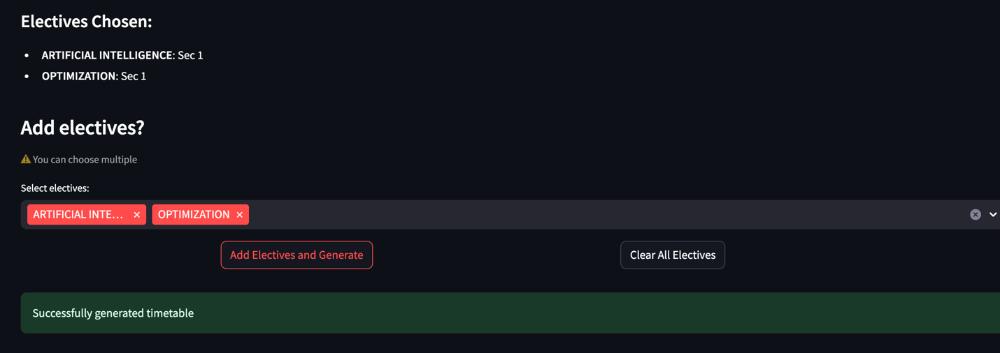 Electives Chosen:
• ARTIFICIAL INTELLIGENCE: Sec 1
• OPTIMIZATION: Sec 1
Add electives?
You can choose multiple
Select electives:
ARTIFICIAL INTE... × OPTIMIZATION ×
Add Electives and Generate Clear All Electives
Successfully generated timetable